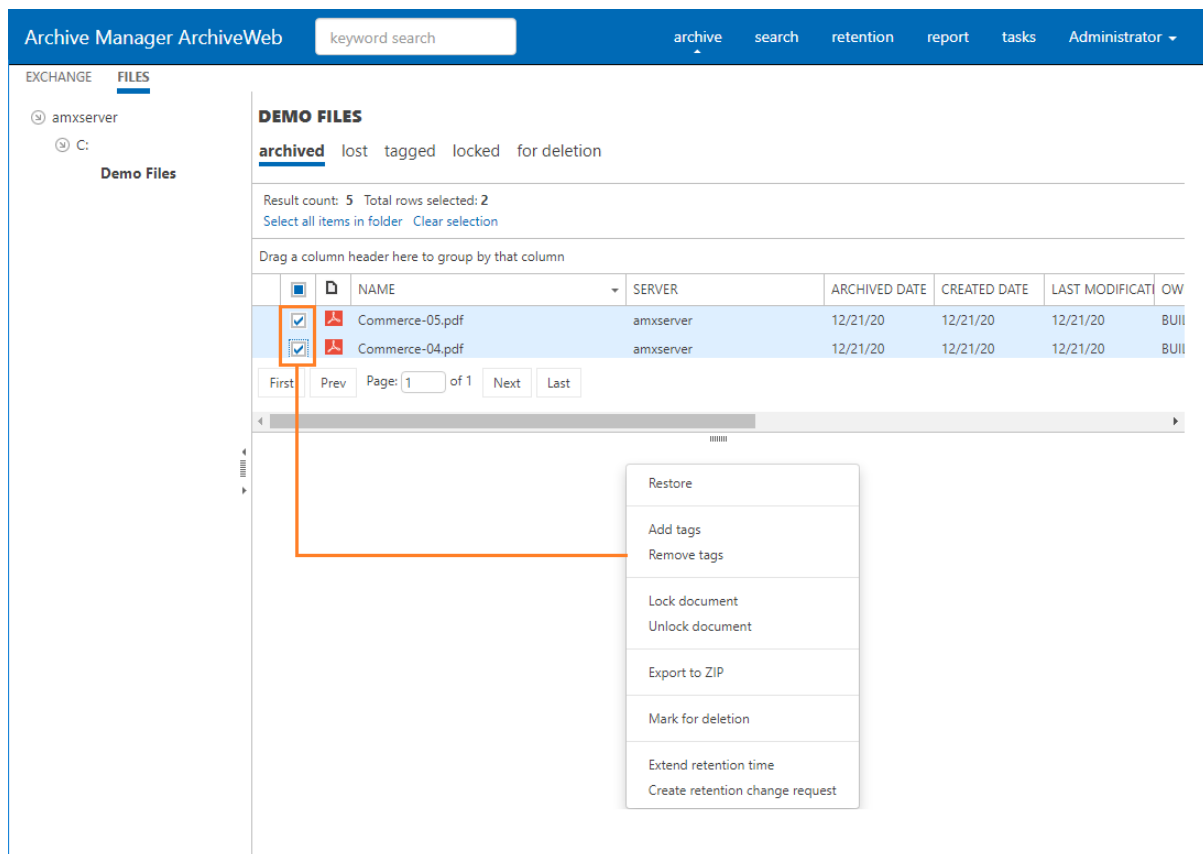 Archive Manager ArchiveWeb keyword search archive search retention report tasks Administrator
EXCHANGE FILES
amxserver
C:
Demo Files
DEMO FILES
archived lost tagged locked for deletion
Result count: 5 Total rows selected: 2
Select all items in folder Clear selection
Drag a column header here to group by that column
NAME SERVER ARCHIVED DATE CREATED DATE LAST MODIFICATI OW
Commerce-05.pdf amxserver 12/21/20 12/21/20 12/21/20 BUIL
Commerce-04.pdf amxserver 12/21/20 12/21/20 12/21/20 BUIL
First Prev Page: 1 of 1 Next Last
Restore
Add tags
Remove tags
Lock document
Unlock document
Export to ZIP
Mark for deletion
Extend retention time
Create retention change request